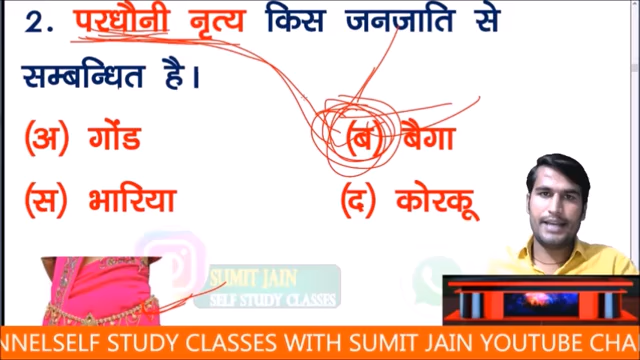 2. परधौनी नृत्य किस जनजाति से
सम्बन्धित है।
(अ) गोंड (ब) बैगा
(स) भारिया (द) कोरकू
SUMIT JAIN
SELF STUDY CLASSES
NNELSELF STUDY CLASSES WITH SUMIT JAIN YOUTUBE CHA